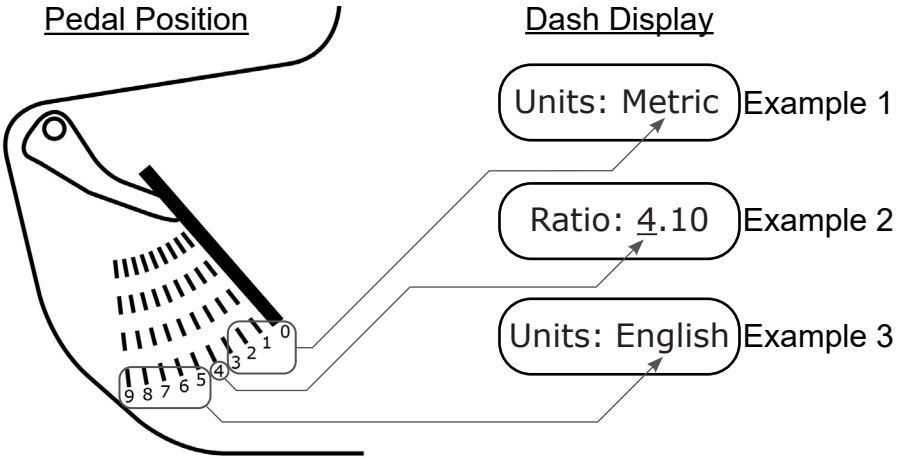 Pedal Position
Dash Display
Units: Metric Example 1
Ratio: 4.10 Example 2
Units: English Example 3
0
1
2
3
4
5
6
7
8
9